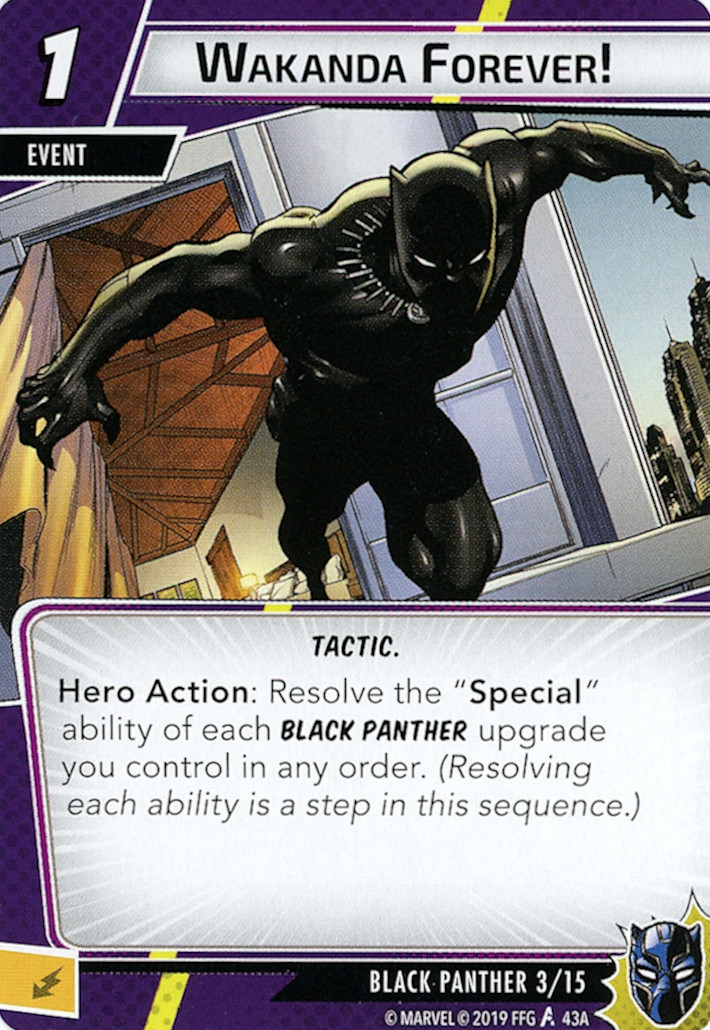 1
Wakanda Forever!
EVENT
TACTIC.
Hero Action: Resolve the “Special”
ability of each BLACK PANTHER upgrade
you control in any order. (Resolving
each ability is a step in this sequence.)
BLACK PANTHER 3/15
© MARVEL © 2019 FFG 43A